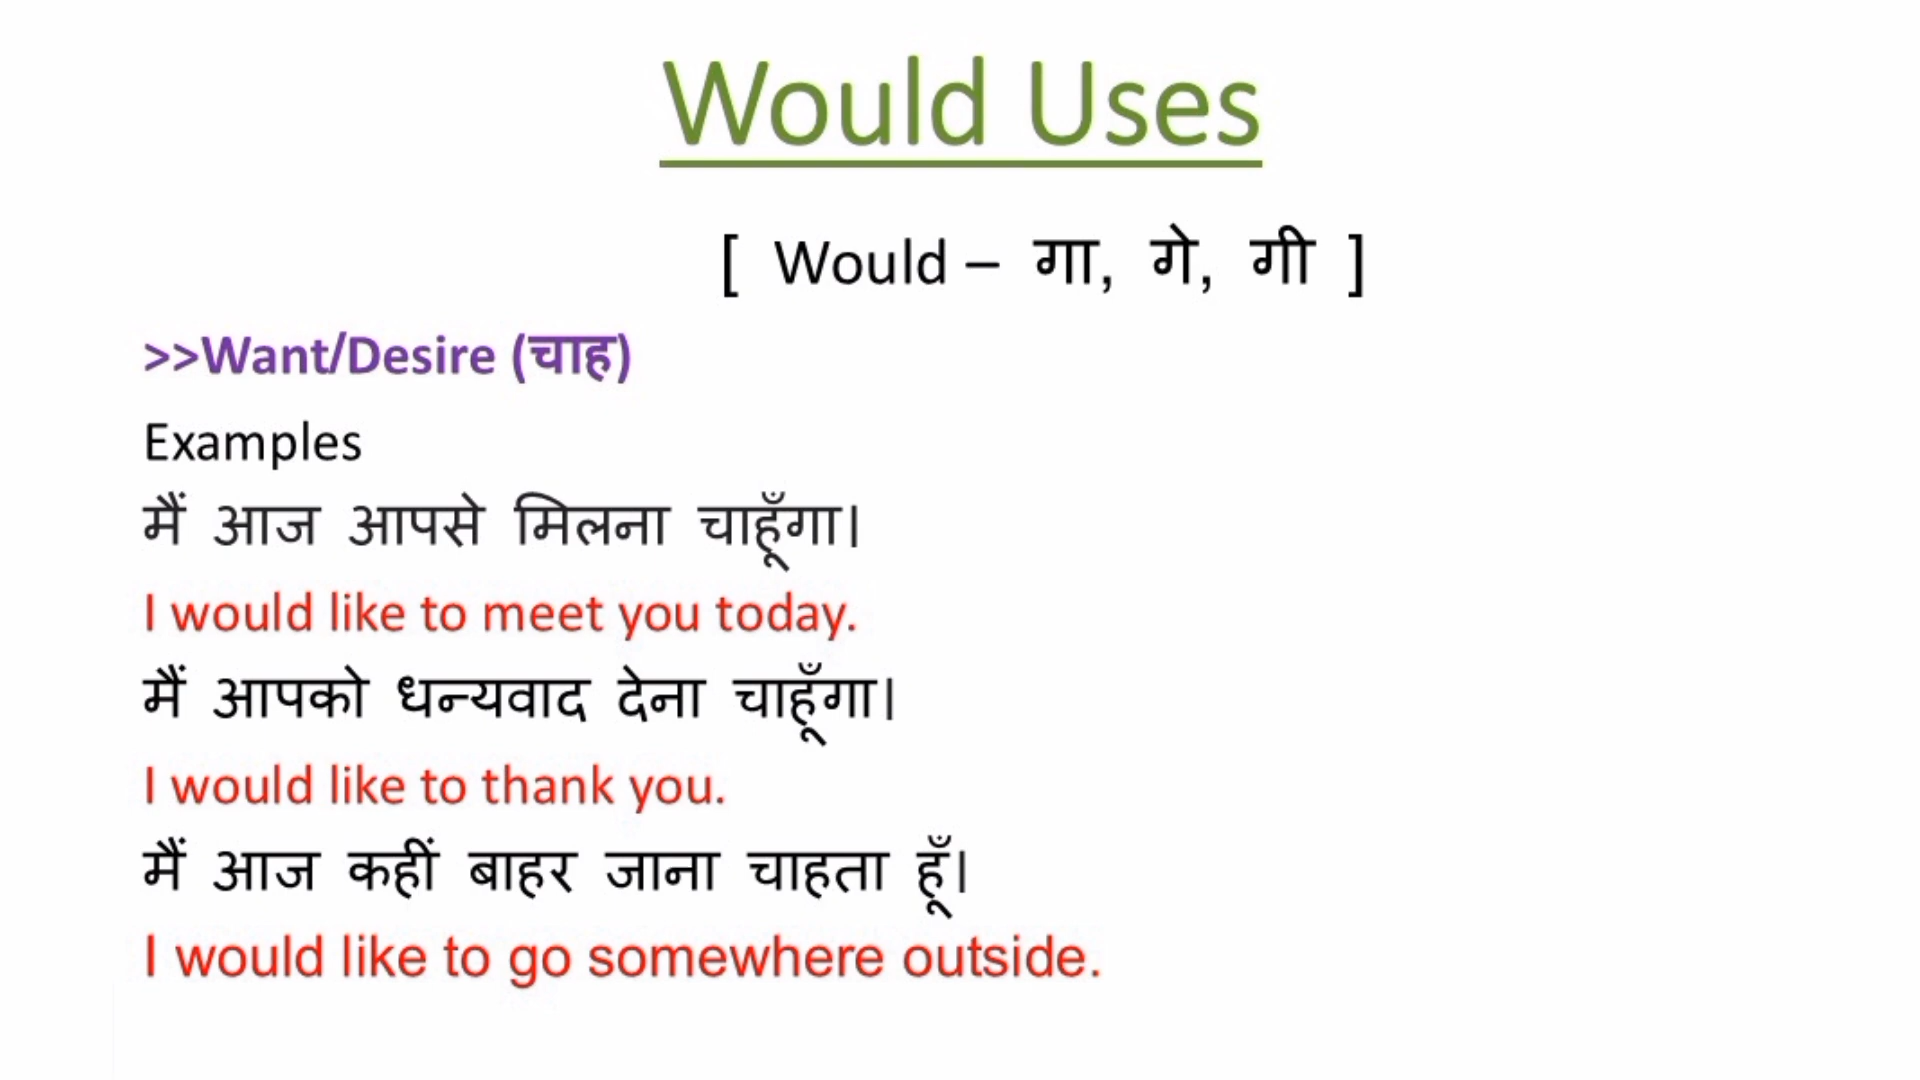 Would Uses
[ Would – गा, गे, गी ]
>>Want/Desire (चाह)
Examples
मैं आज आपसे मिलना चाहूँगा।
I would like to meet you today.
मैं आपको धन्यवाद देना चाहूँगा।
I would like to thank you.
मैं आज कहीं बाहर जाना चाहता हूँ।
I would like to go somewhere outside.